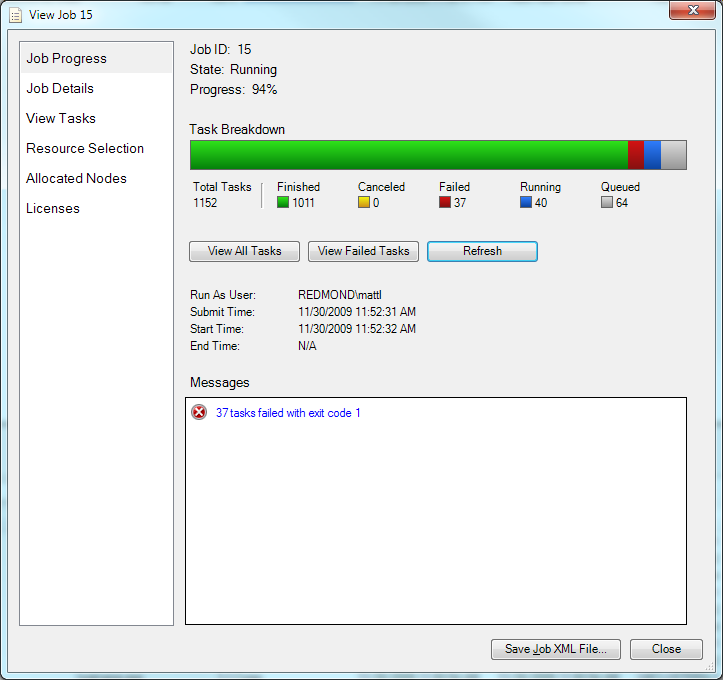 View Job 15
Job Progress
Job Details
View Tasks
Resource Selection
Allocated Nodes
Licenses
Job ID: 15
State: Running
Progress: 94%
Task Breakdown
Total Tasks Finished Canceled Failed Running Queued
1152 1011 0 37 40 64
View All Tasks View Failed Tasks Refresh
Run As User: REDMOND\mattl
Submit Time: 11/30/2009 11:52:31 AM
Start Time: 11/30/2009 11:52:32 AM
End Time: N/A
Messages
37 tasks failed with exit code 1
Save Job XML File... Close